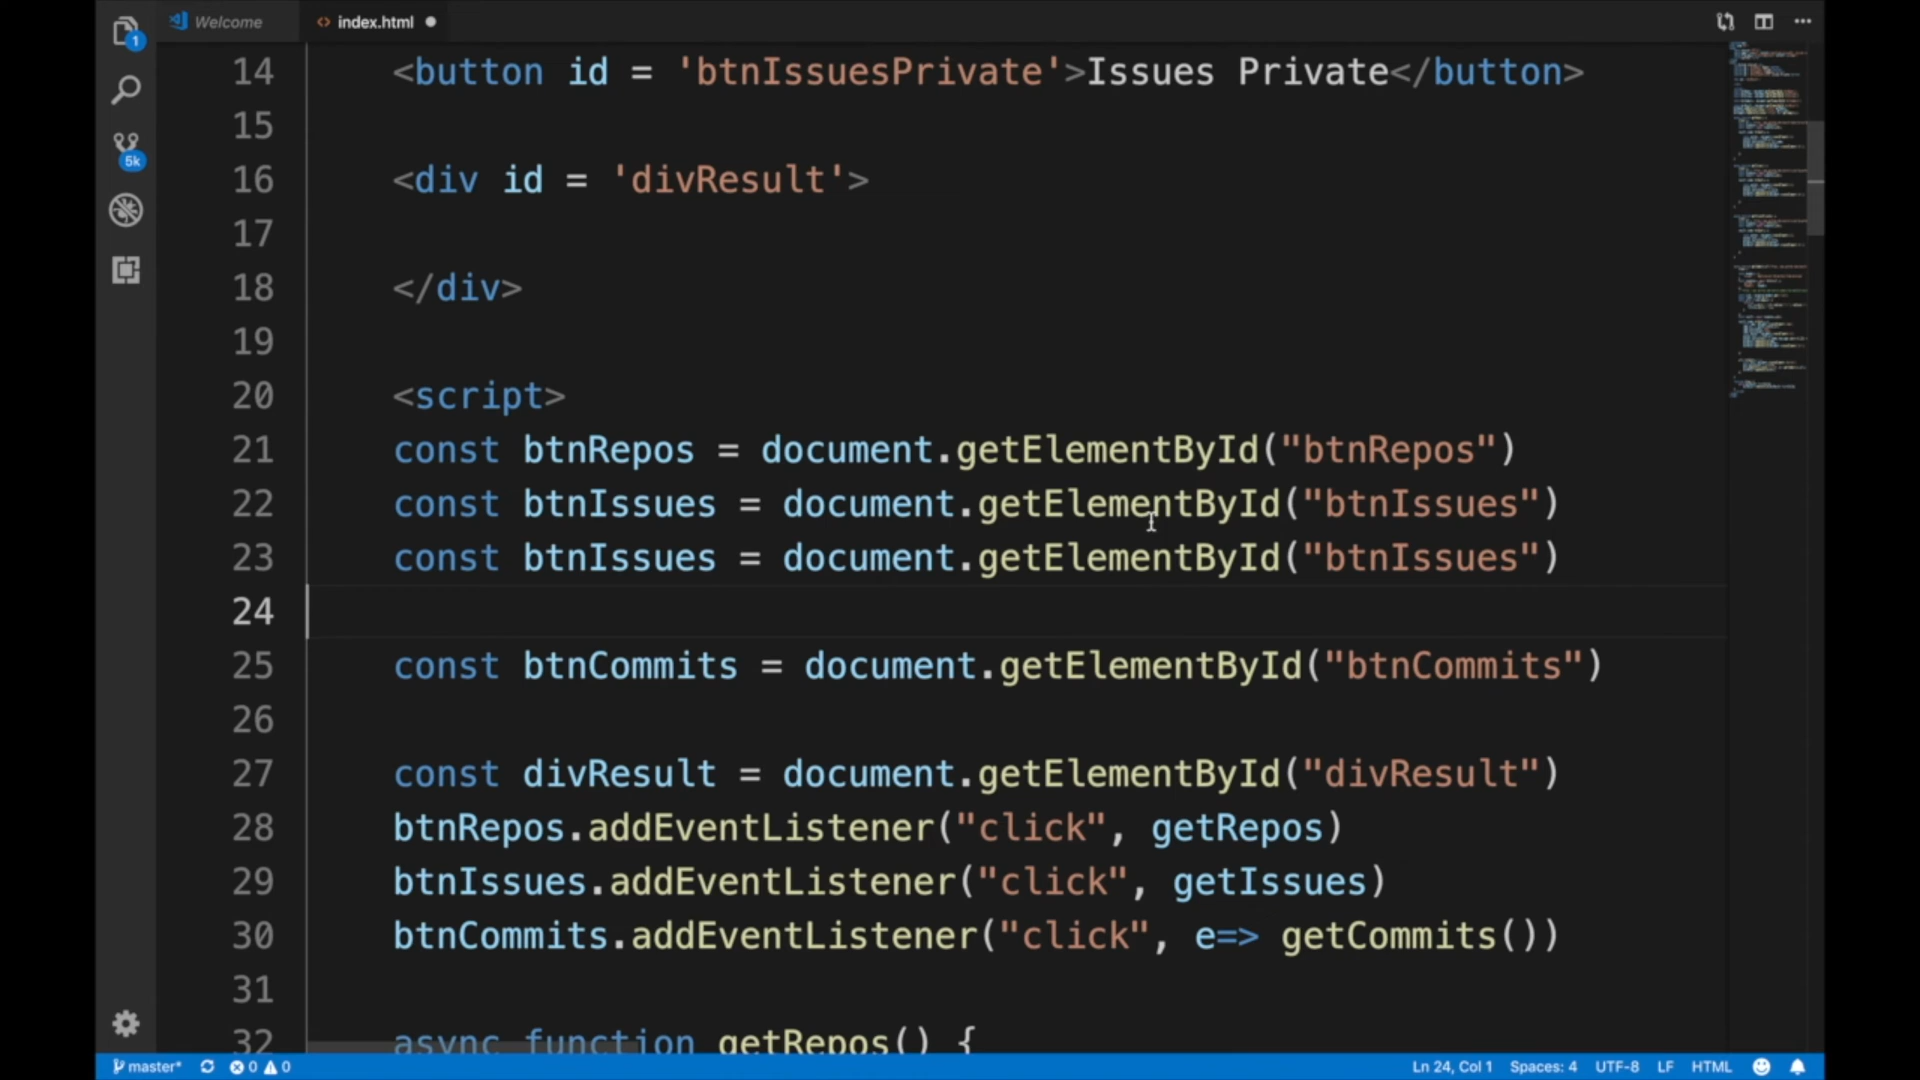 1
Welcome
index.html
5k
14 <button id = 'btnIssuesPrivate'>Issues Private</button>
15
16 <div id = 'divResult'>
17
18 </div>
19
20 <script>
21 const btnRepos = document.getElementById("btnRepos")
22 const btnIssues = document.getElementById("btnIssues")
23 const btnIssues = document.getElementById("btnIssues")
24
25 const btnCommits = document.getElementById("btnCommits")
26
27 const divResult = document.getElementById("divResult")
28 btnRepos.addEventListener("click", getRepos)
29 btnIssues.addEventListener("click", getIssues)
30 btnCommits.addEventListener("click", e=> getCommits())
31
32 async function getRepos() {
master* 0 0 Ln 24, Col 1 Spaces: 4 UTF-8 LF HTML